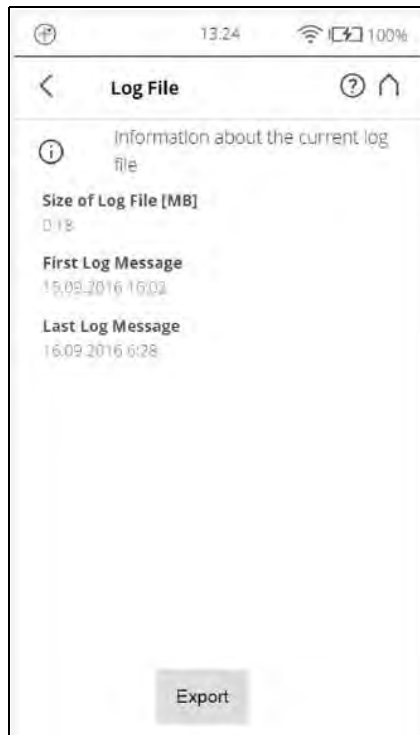 13:24 100%
Log File
Information about the current log
file
Size of Log File [MB]
0.18
First Log Message
15.09.2016 16:02
Last Log Message
16.09.2016 6:28
Export